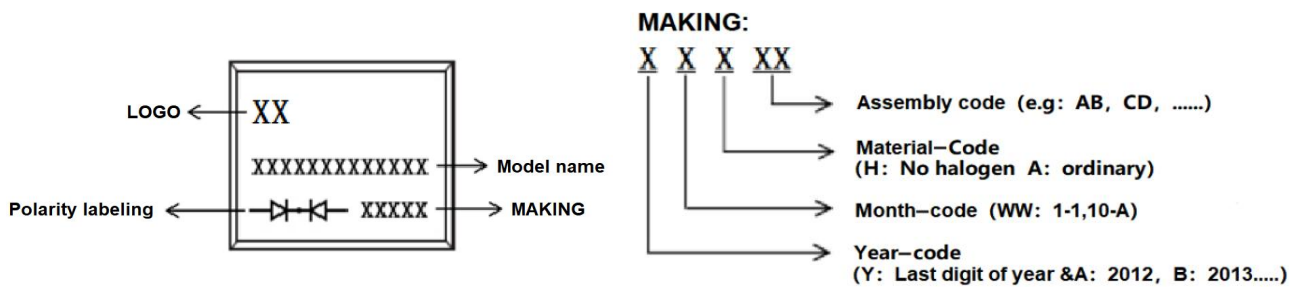 MAKING:
X X X XX
LOGO
XX
Assembly code (e.g: AB, CD, ......)
XXXXXXXXXXXXX
Model name
Material-Code
(H: No halogen A: ordinary)
Polarity labeling
XXXXX
MAKING
Month-code (WW: 1-1,10-A)
Year-code
(Y: Last digit of year &A: 2012, B: 2013.....)